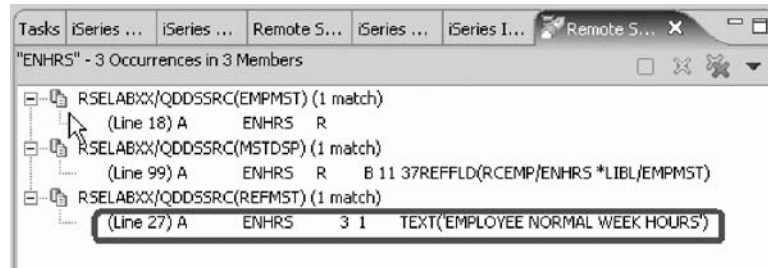 Tasks iSeries ... iSeries ... Remote S... iSeries ... iSeries I... Remote S...
"ENHRS" - 3 Occurrences in 3 Members
RSELABXX/QDDSSRC(EMPMST) (1 match)
(Line 18) A ENHRS R
RSELABXX/QDDSSRC(MSTDSP) (1 match)
(Line 99) A ENHRS R B 11 37REFFLD(RCEMP/ENHRS *LIBL/EMPMST)
RSELABXX/QDDSSRC(REFMST) (1 match)
(Line 27) A ENHRS 3 1 TEXT('EMPLOYEE NORMAL WEEK HOURS')